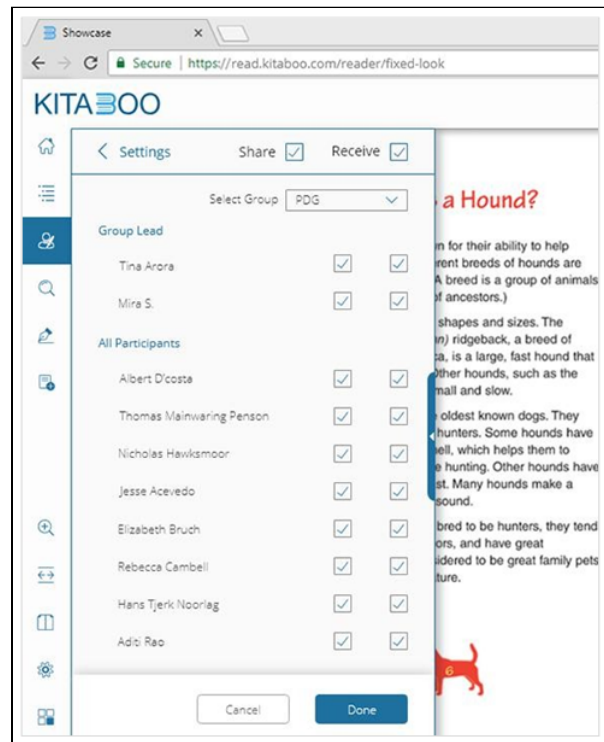 Showcase
Secure | https://read.kitaboo.com/reader/fixed-look
KITABOO
Settings Share Receive
Select Group PDG
Group Lead
Tina Arora
Mira S.
All Participants
Albert D'costa
Thomas Mainwaring Penson
Nicholas Hawksmoor
Jesse Acevedo
Elizabeth Bruch
Rebecca Cambell
Hans Tjerk Noorlag
Aditi Rao
Cancel Done
a Hound?
n for their ability to help
rent breeds of hounds are
A breed is a group of animals
of ancestors.)
shapes and sizes. The
n) ridgeback, a breed of
ca, is a large, fast hound that
Other hounds, such as the
mall and slow.
oldest known dogs. They
hunters. Some hounds have
ell, which helps them to
e hunting. Other hounds have
st. Many hounds make a
sound.
bred to be hunters, they tend
ors, and have great
idered to be great family pets
ture.
6